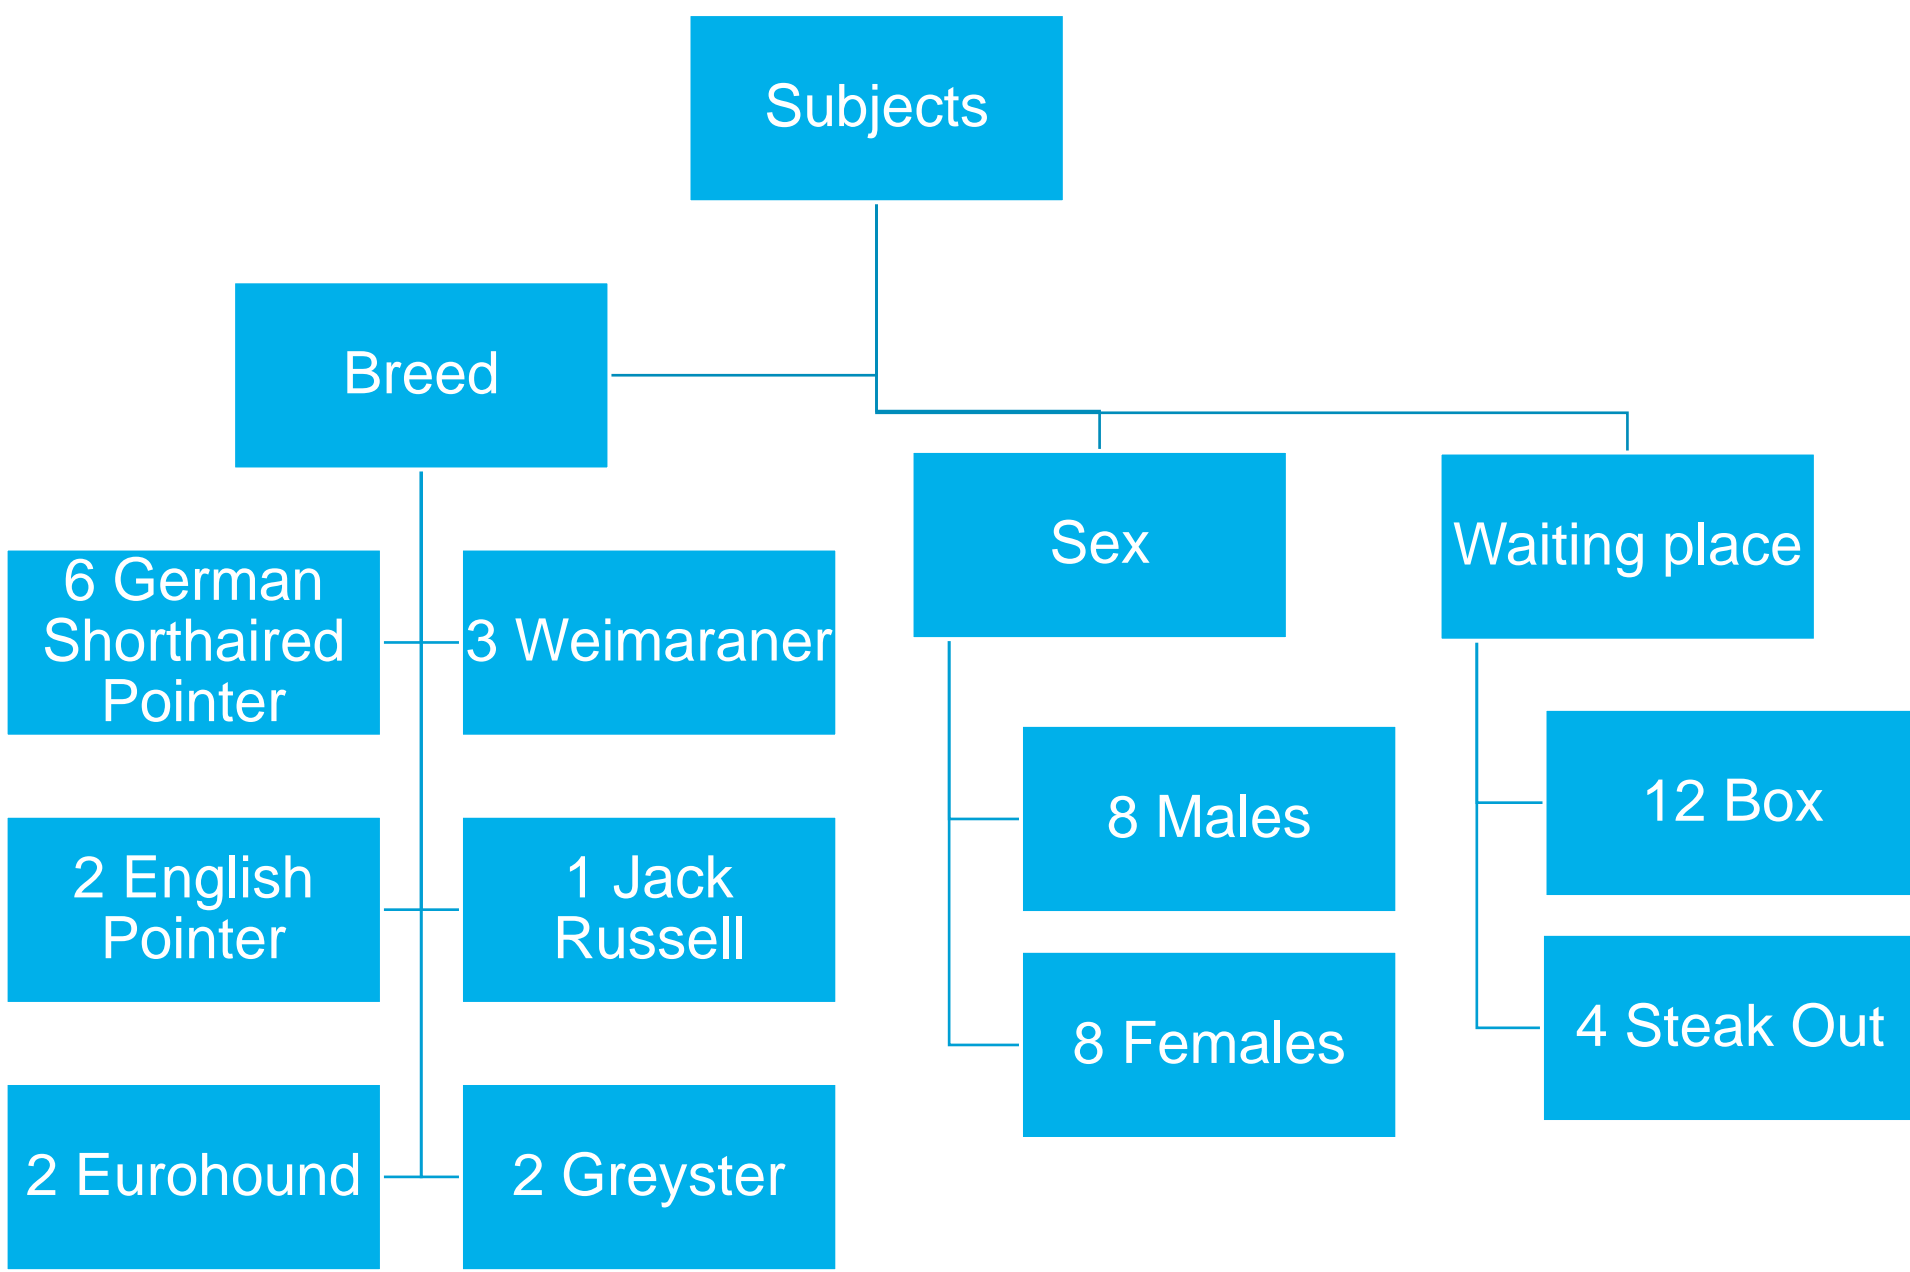 Subjects
Breed
6 German
Shorthaired
Pointer
3 Weimaraner
2 English
Pointer
1 Jack
Russell
2 Eurohound
2 Greyster
Sex
8 Males
8 Females
Waiting place
12 Box
4 Steak Out